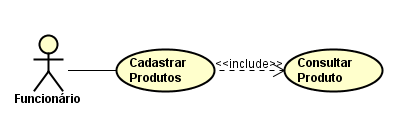 Cadastrar
Produtos
<<include>>
Consultar
Produto
Funcionário